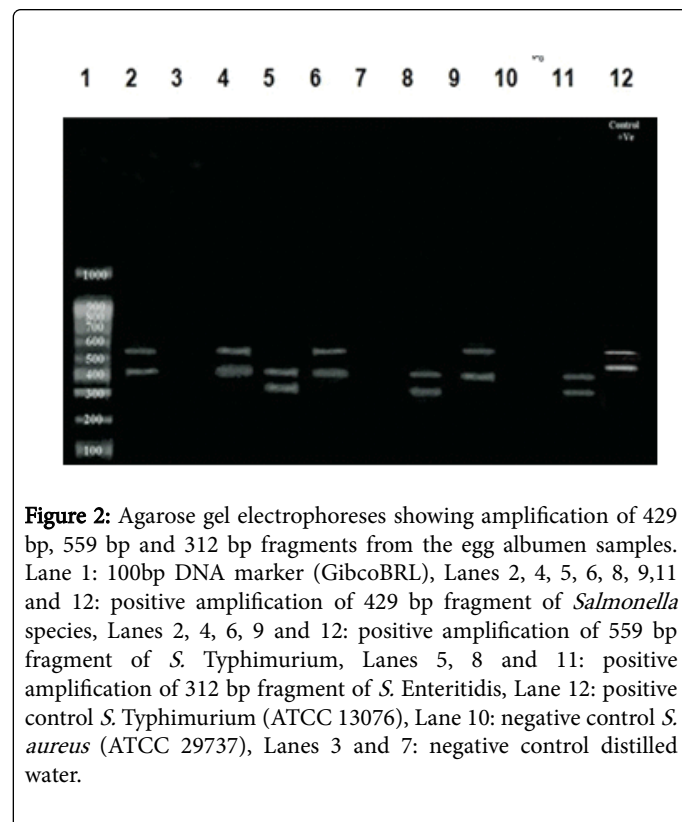 1 2 3 4 5 6 7 8 9 10 11 12
Control
+Ve
1000
900
800
700
600
500
400
300
200
100
Figure 2: Agarose gel electrophoreses showing amplification of 429
bp, 559 bp and 312 bp fragments from the egg albumen samples.
Lane 1: 100bp DNA marker (GibcoBRL), Lanes 2, 4, 5, 6, 8, 9,11
and 12: positive amplification of 429 bp fragment of Salmonella
species, Lanes 2, 4, 6, 9 and 12: positive amplification of 559 bp
fragment of S. Typhimurium, Lanes 5, 8 and 11: positive
amplification of 312 bp fragment of S. Enteritidis, Lane 12: positive
control S. Typhimurium (ATCC 13076), Lane 10: negative control S.
aureus (ATCC 29737), Lanes 3 and 7: negative control distilled
water.